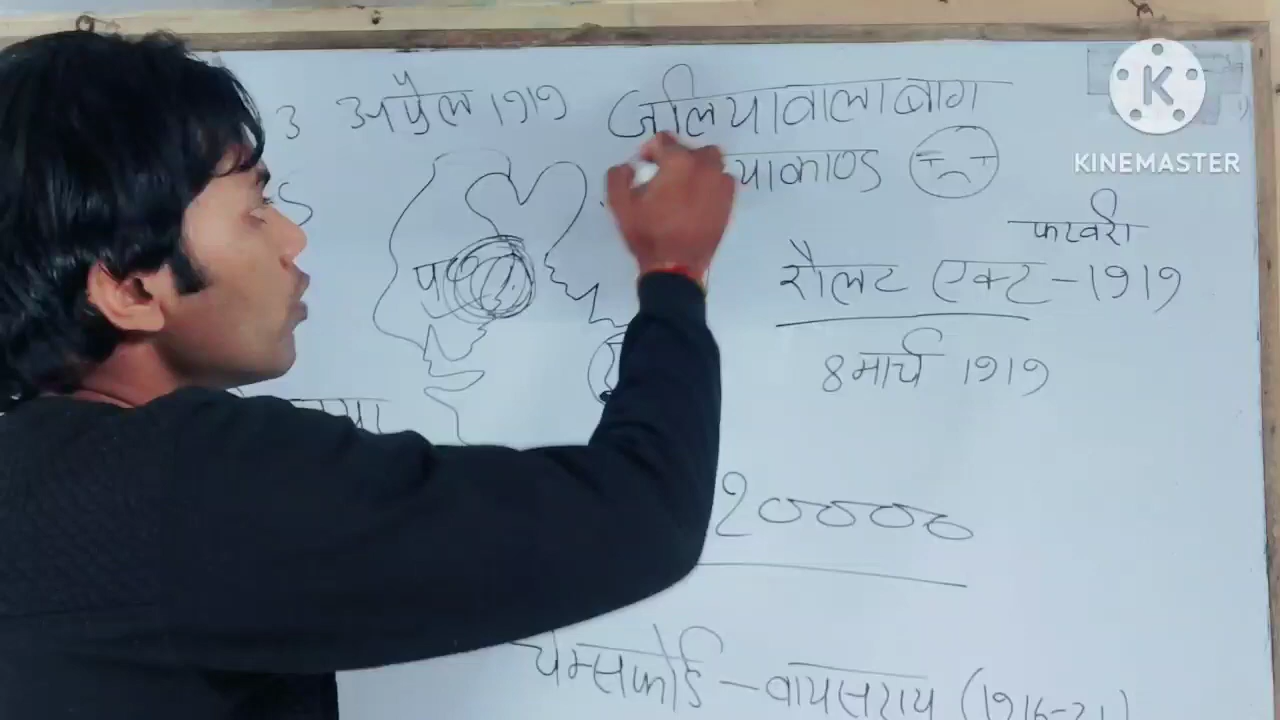 3 अप्रैल 1919 जलियावाला बाग
याकाण्ड
फरवरी
रौलट एक्ट - 1919
8 मार्च 1919
20000
चेम्सफोर्ड - वायसराय (1916-21)
K
KINEMASTER